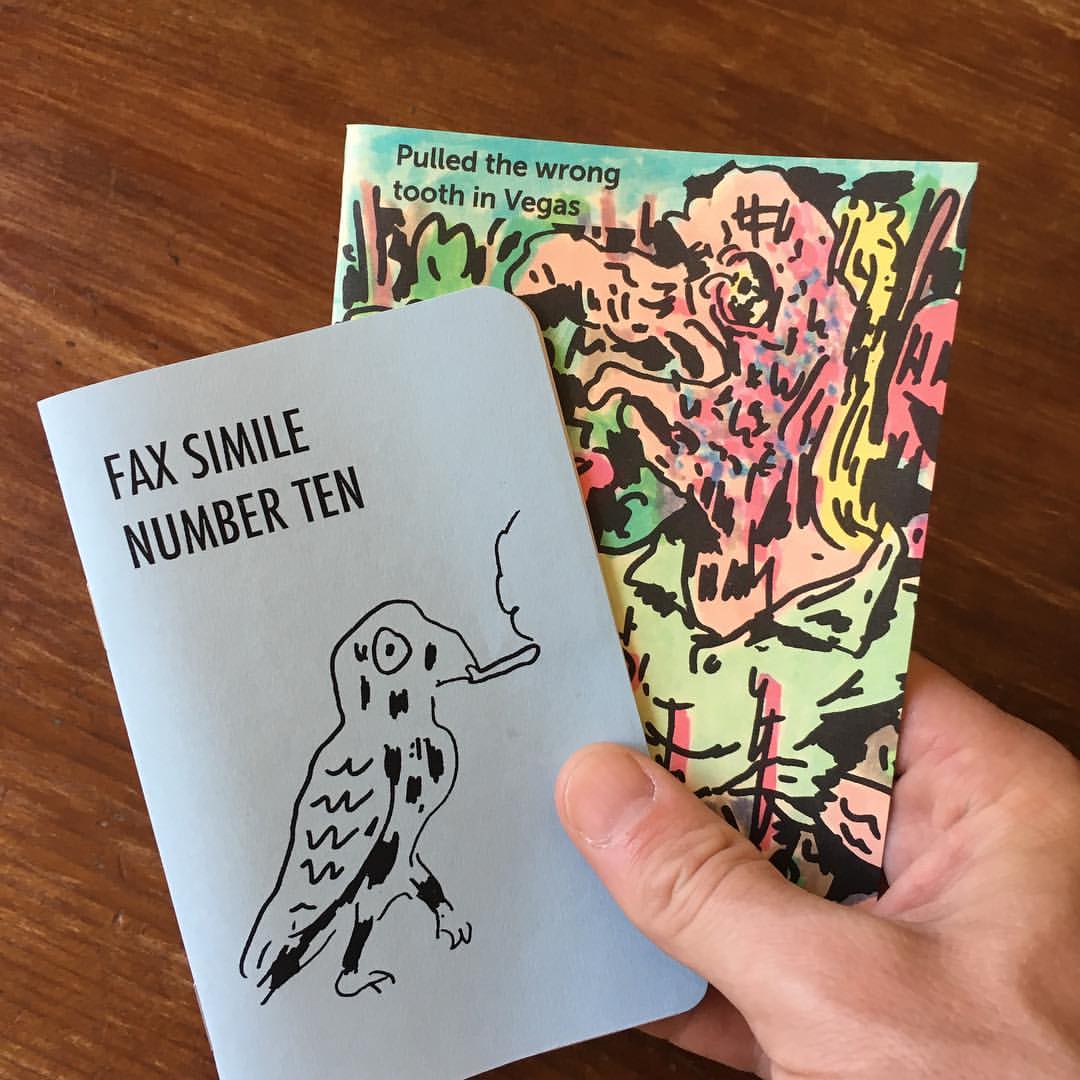 Pulled the wrong
tooth in Vegas
FAX SIMILE
NUMBER TEN